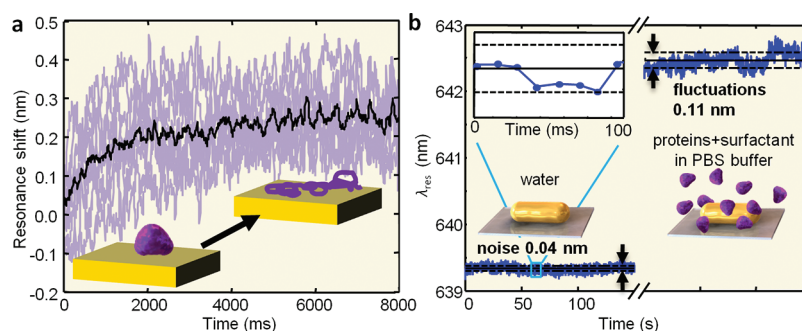 a
Resonance shift (nm)
0.5
0.4
0.3
0.2
0.1
0.0
-0.1
-0.2
0 2000 4000 6000 8000
Time (ms)
b
λres (nm)
643
642
641
640
639
0 Time (ms) 100
fluctuations
0.11 nm
proteins+surfactant
in PBS buffer
water
noise 0.04 nm
0 50 100
Time (s)